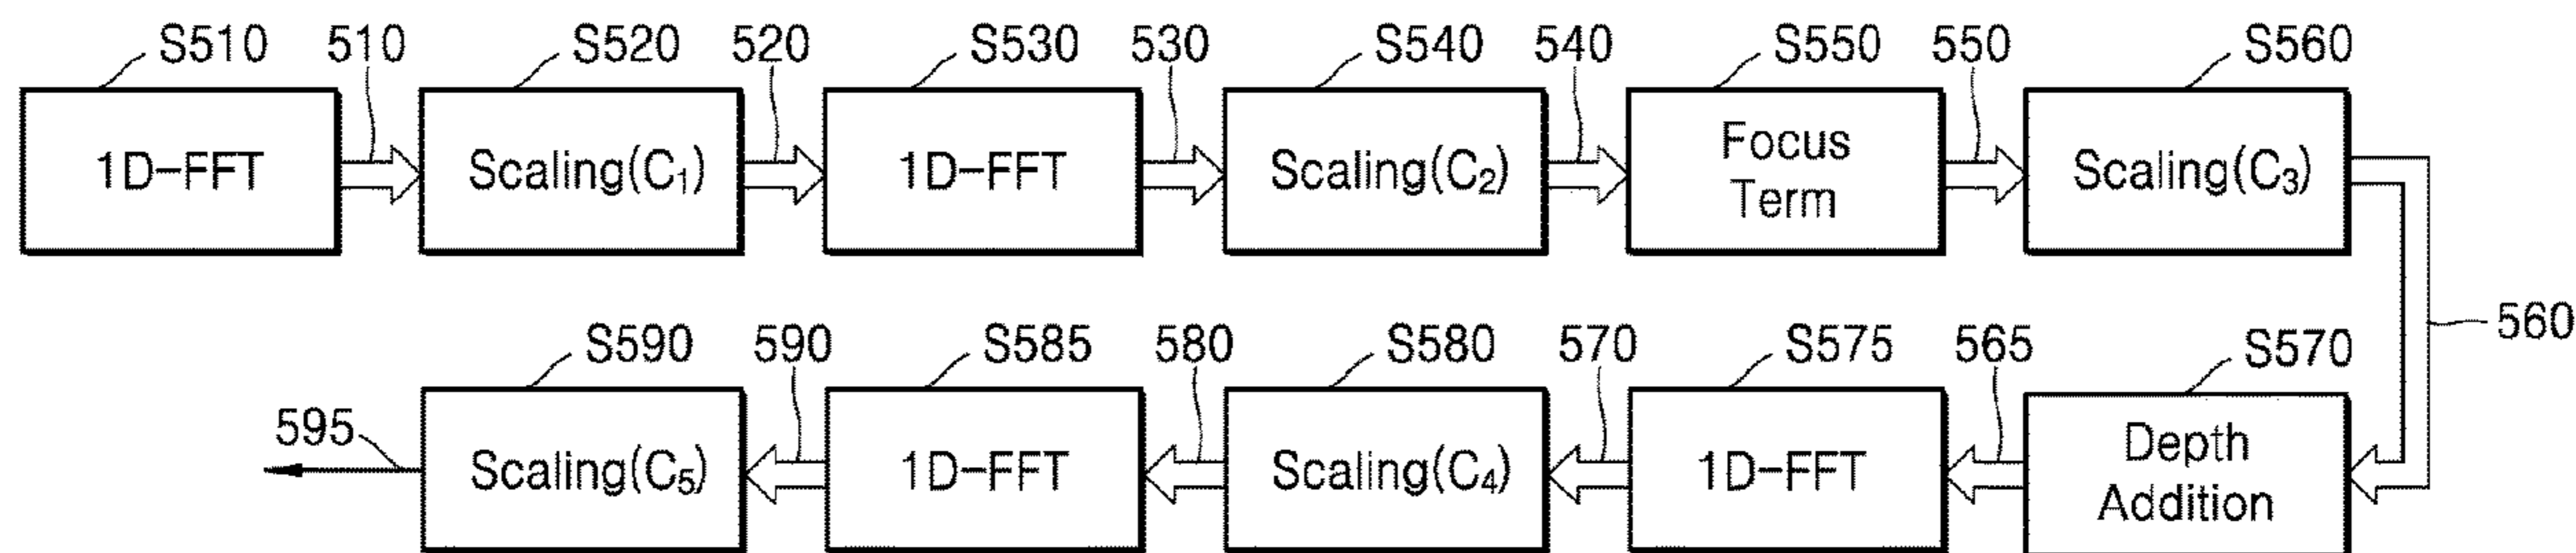 S510 510 S520 520 S530 530 S540 540 S550 550 S560
1D-FFT Scaling(C₁) 1D-FFT Scaling(C₂) Focus Term Scaling(C₃)
560
S590 590 S585 580 S580 570 S575 565 S570
595 Scaling(C₅) 1D-FFT Scaling(C₄) 1D-FFT Depth Addition